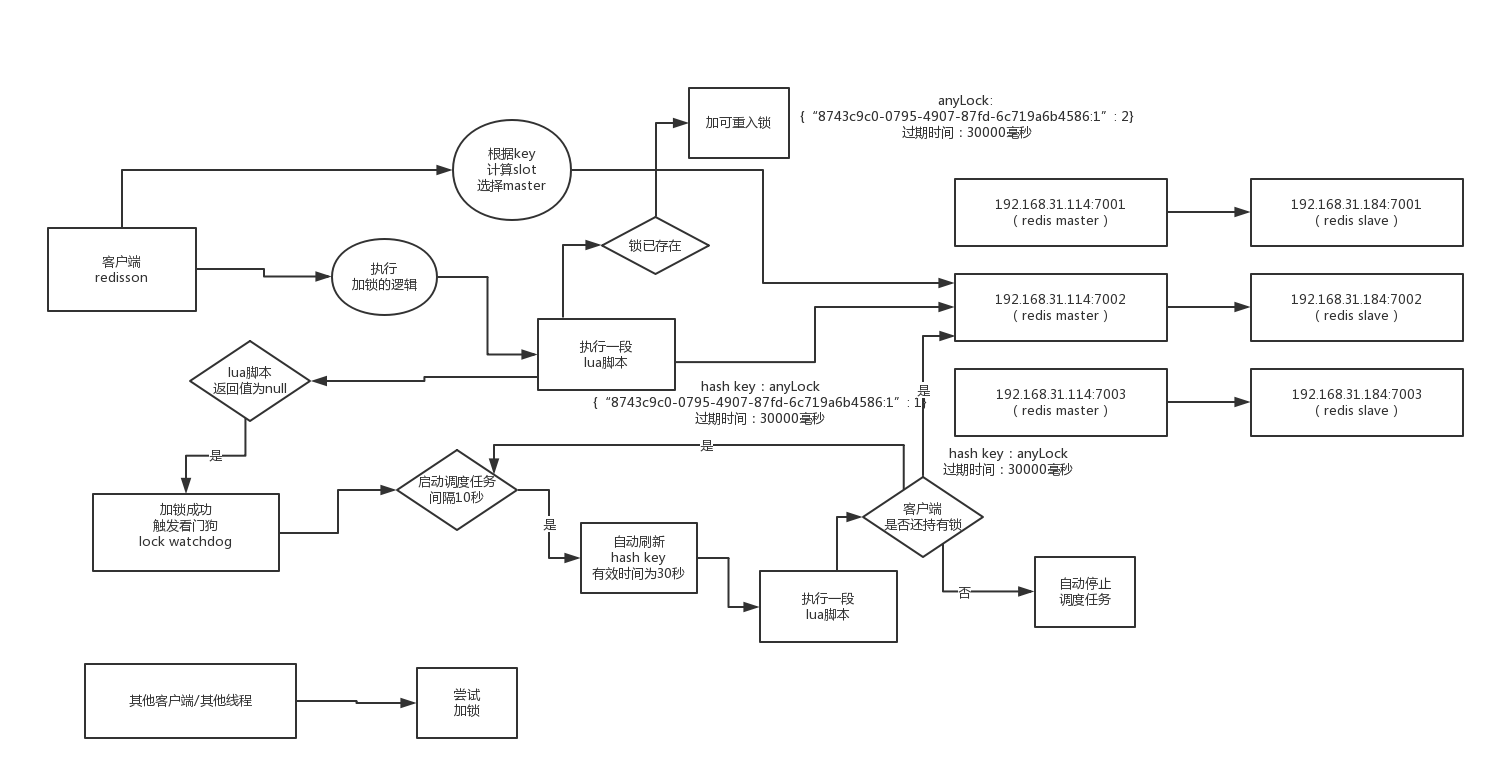 加可重入锁
anyLock:
{“8743c9c0-0795-4907-87fd-6c719a6b4586:1”: 2}
过期时间：30000毫秒
根据key
计算slot
选择master
192.168.31.114:7001
（redis master）
192.168.31.184:7001
（redis slave）
客户端
redisson
执行
加锁的逻辑
锁已存在
192.168.31.114:7002
（redis master）
192.168.31.184:7002
（redis slave）
执行一段
lua脚本
lua脚本
返回值为null
hash key：anyLock
{“8743c9c0-0795-4907-87fd-6c719a6b4586:1”: 1}
过期时间：30000毫秒
是
192.168.31.114:7003
（redis master）
192.168.31.184:7003
（redis slave）
是
是
hash key：anyLock
过期时间：30000毫秒
启动调度任务
间隔10秒
加锁成功
触发看门狗
lock watchdog
是
客户端
是否还持有锁
自动刷新
hash key
有效时间为30秒
执行一段
lua脚本
否
自动停止
调度任务
其他客户端/其他线程
尝试
加锁